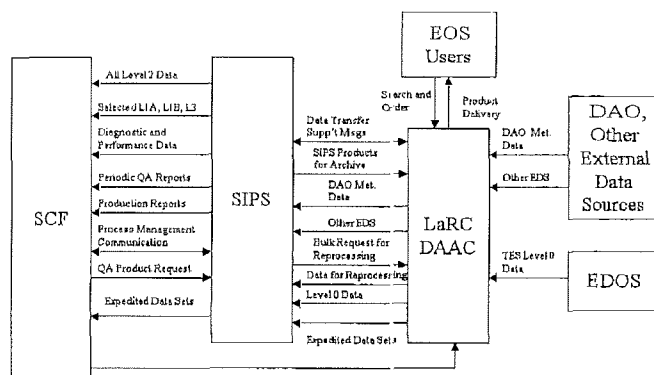 SCF
All Level 2 Data
Selected L1A, L1B, L3
Diagnostic and
Performance Data
Periodic QA Reports
Production Reports
Process Management
Communication
QA Product Request
Expedited Data Sets
SIPS
Data Transfer
Supp't Msgs
SIPS Products
for Archive
DAO Met.
Data
Other EDS
Bulk Request for
Reprocessing
Data for Reprocessing
Level 0 Data
Expedited Data Sets
EOS
Users
Search and
Order
Product
Delivery
LaRC
DAAC
DAO Met.
Data
Other EDS
TES Level 0
Data
DAO,
Other
External
Data
Sources
EDOS